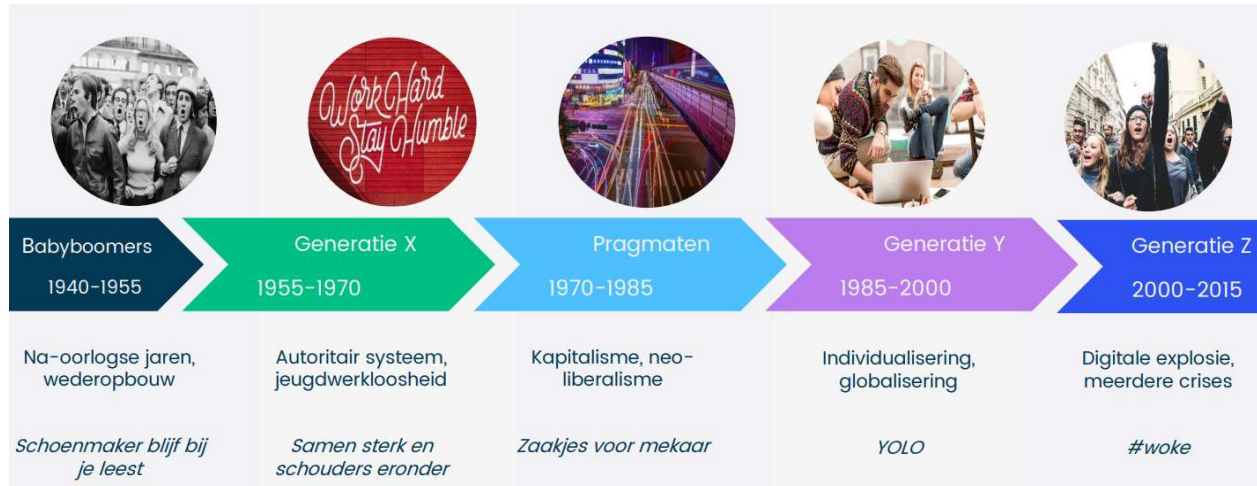 Work Hard
Stay Humble
Babyboomers
1940-1955
Generatie X
1955-1970
Pragmaten
1970-1985
Generatie Y
1985-2000
Generatie Z
2000-2015
Na-oorlogse jaren,
wederopbouw
Autoritair systeem,
jeugdwerkloosheid
Kapitalisme, neo-
liberalisme
Individualisering,
globalisering
Digitale explosie,
meerdere crises
Schoenmaker blijf bij
je leest
Samen sterk en
schouders eronder
Zaakjes voor mekaar
YOLO
#woke